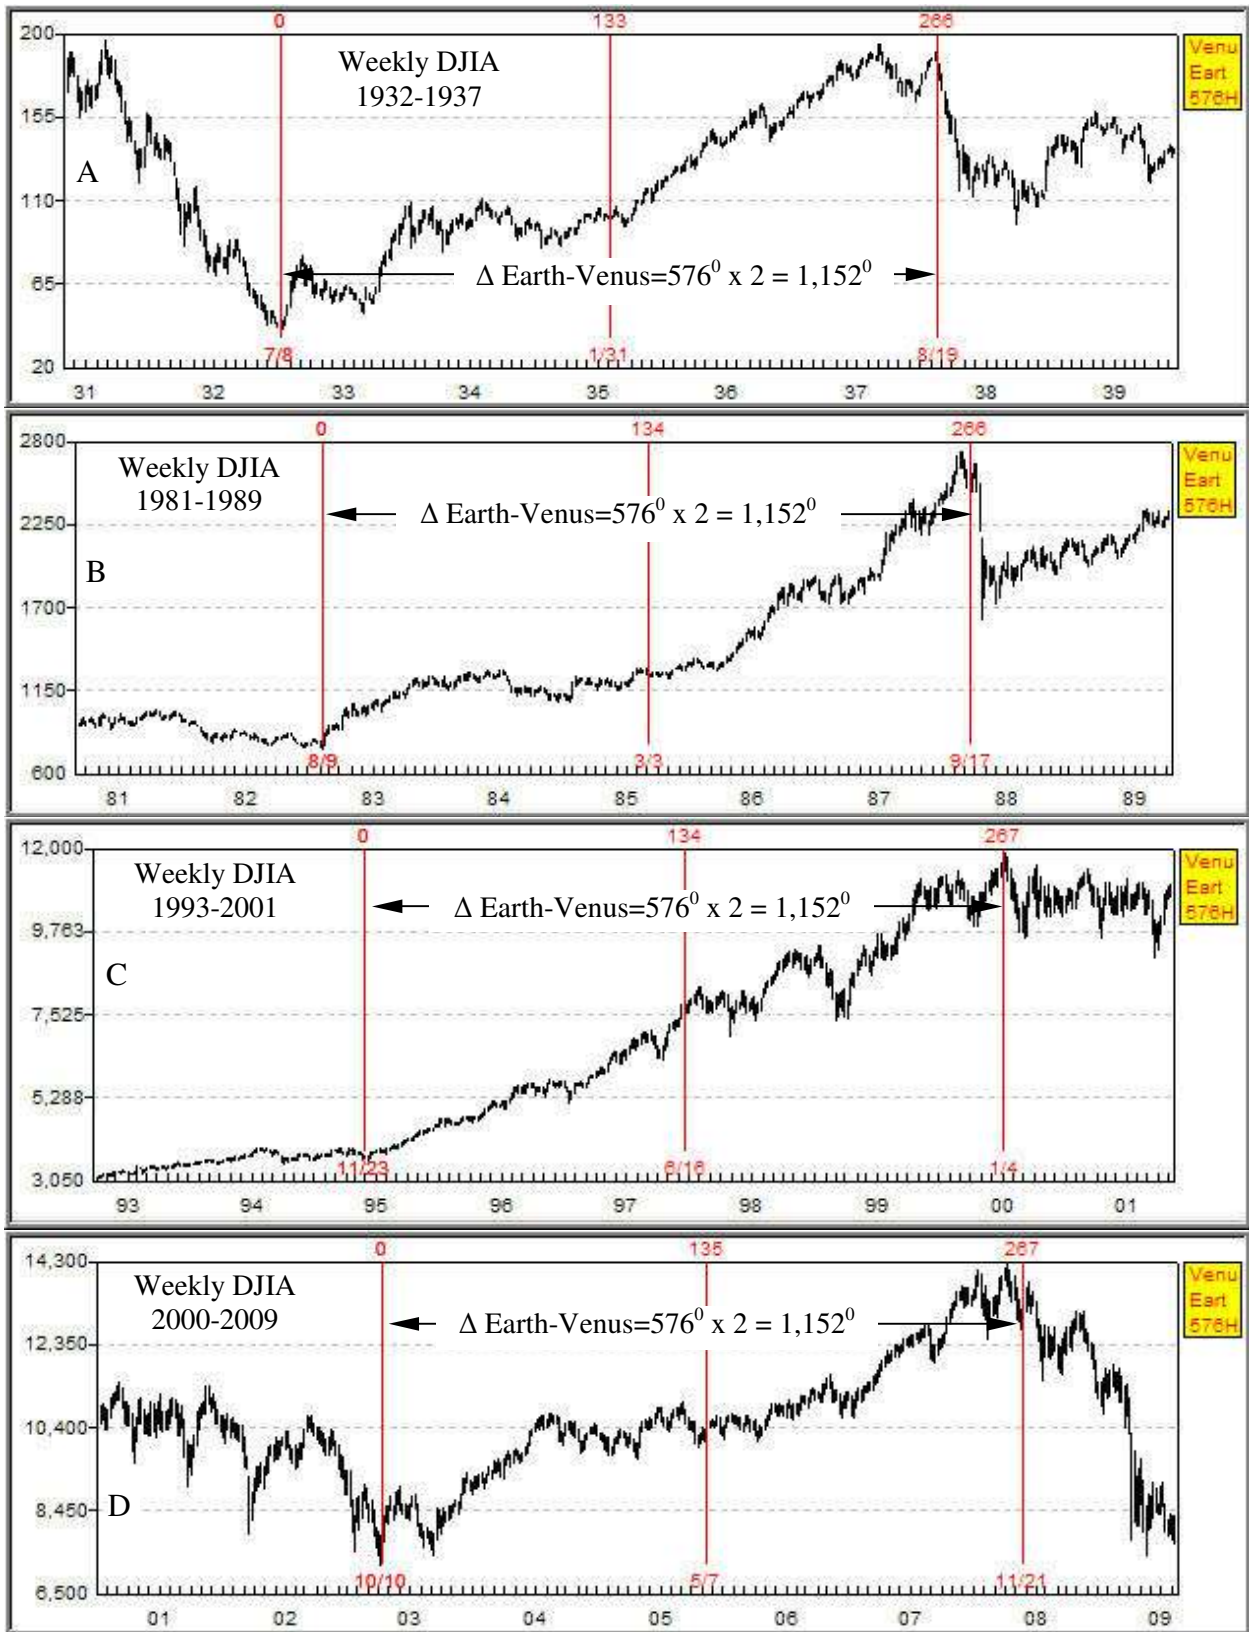 0 133 266
200
Weekly DJIA
1932-1937
Venu
Eart
576H
155
A
110
Δ Earth-Venus=576⁰ x 2 = 1,152⁰
65
7/8 1/31 8/19
20
31 32 33 34 35 36 37 38 39
0 134 266
2800
Weekly DJIA
1981-1989
Venu
Eart
576H
2250
Δ Earth-Venus=576⁰ x 2 = 1,152⁰
B
1700
1150
8/9 3/3 9/17
600
81 82 83 84 85 86 87 88 89
0 134 267
12,000
Weekly DJIA
1993-2001
Venu
Eart
576H
Δ Earth-Venus=576⁰ x 2 = 1,152⁰
9,763
C
7,525
5,288
11/23 6/16 1/4
3,050
93 94 95 96 97 98 99 00 01
0 135 267
14,300
Weekly DJIA
2000-2009
Venu
Eart
576H
Δ Earth-Venus=576⁰ x 2 = 1,152⁰
12,350
10,400
8,450
D
10/10 5/7 11/21
6,500
01 02 03 04 05 06 07 08 09